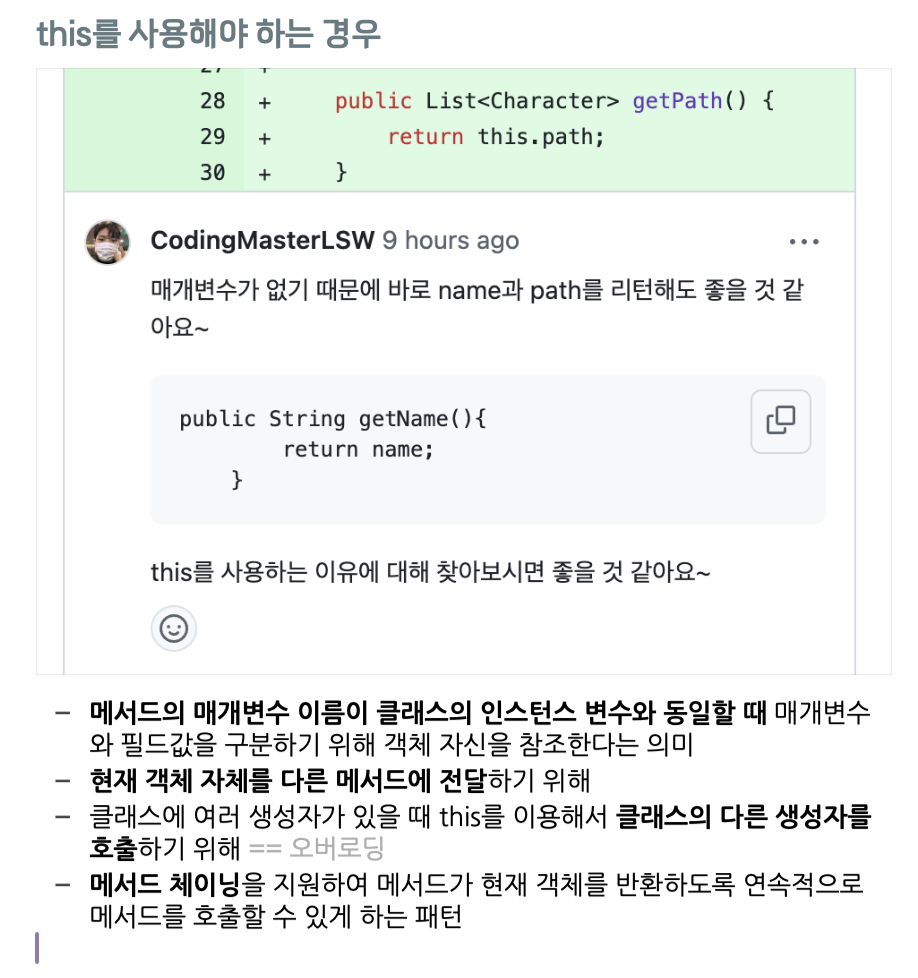 this를 사용해야 하는 경우
27 +
28 + public List<Character> getPath() {
29 + return this.path;
30 + }
CodingMasterLSW 9 hours ago
매개변수가 없기 때문에 바로 name과 path를 리턴해도 좋을 것 같
아요~
public String getName(){
return name;
}
this를 사용하는 이유에 대해 찾아보시면 좋을 것 같아요~
– 메서드의 매개변수 이름이 클래스의 인스턴스 변수와 동일할 때 매개변수
와 필드값을 구분하기 위해 객체 자신을 참조한다는 의미
– 현재 객체 자체를 다른 메서드에 전달하기 위해
– 클래스에 여러 생성자가 있을 때 this를 이용해서 클래스의 다른 생성자를
호출하기 위해 == 오버로딩
– 메서드 체이닝을 지원하여 메서드가 현재 객체를 반환하도록 연속적으로
메서드를 호출할 수 있게 하는 패턴